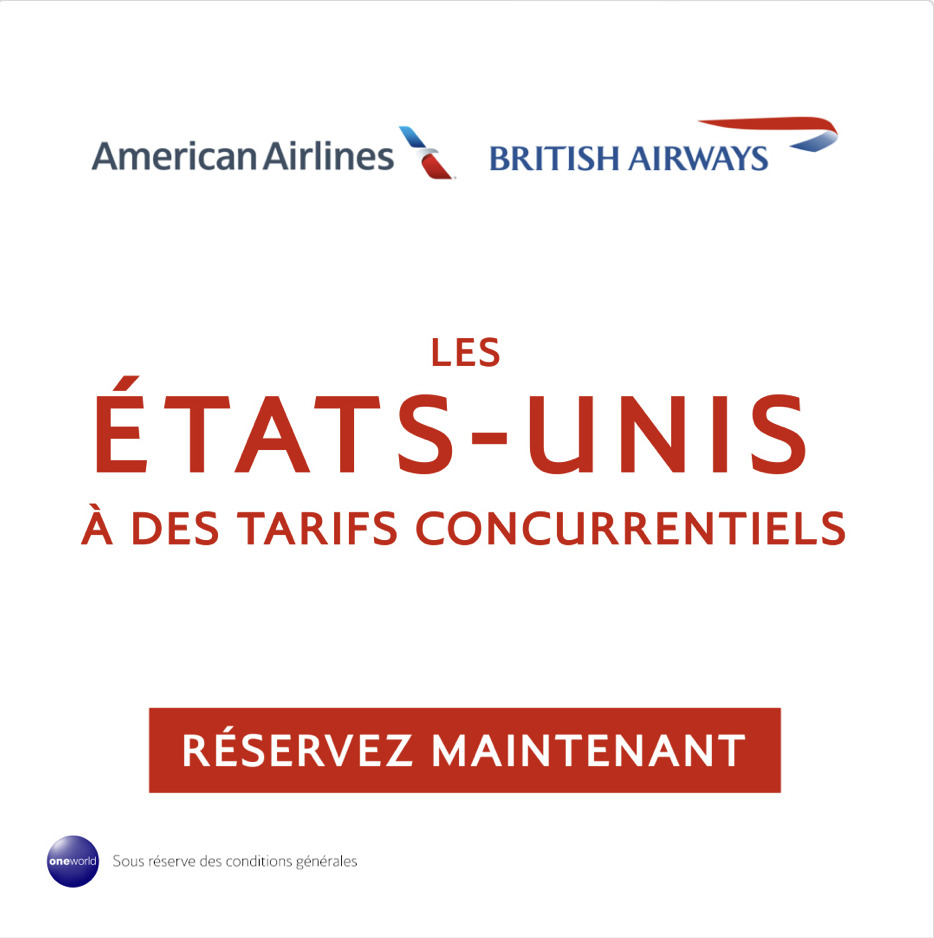 American Airlines BRITISH AIRWAYS
LES
ÉTATS-UNIS
À DES TARIFS CONCURRENTIELS
RÉSERVEZ MAINTENANT
oneworld Sous réserve des conditions générales